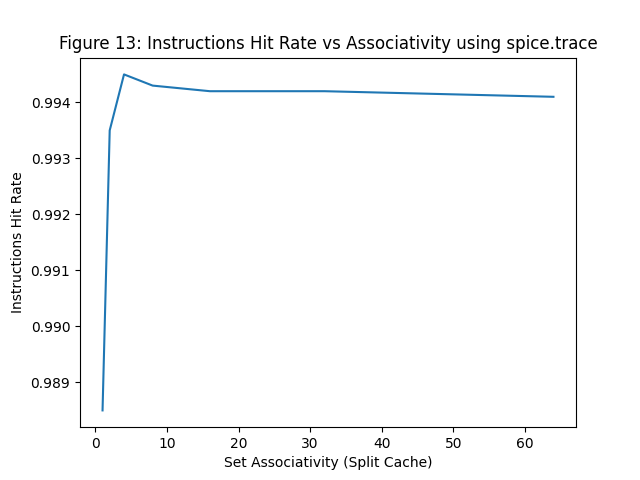 Figure 13: Instructions Hit Rate vs Associativity using spice.trace
Instructions Hit Rate
0.994
0.993
0.992
0.991
0.990
0.989
0 10 20 30 40 50 60
Set Associativity (Split Cache)